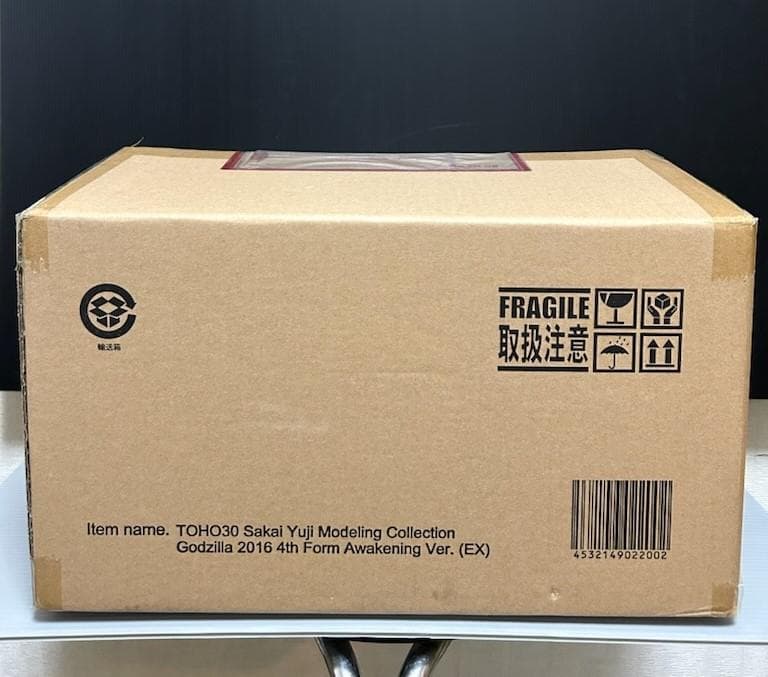 輸送箱
FRAGILE
取扱注意
Item name. TOHO30 Sakai Yuji Modeling Collection
Godzilla 2016 4th Form Awakening Ver. (EX)
4532149022002